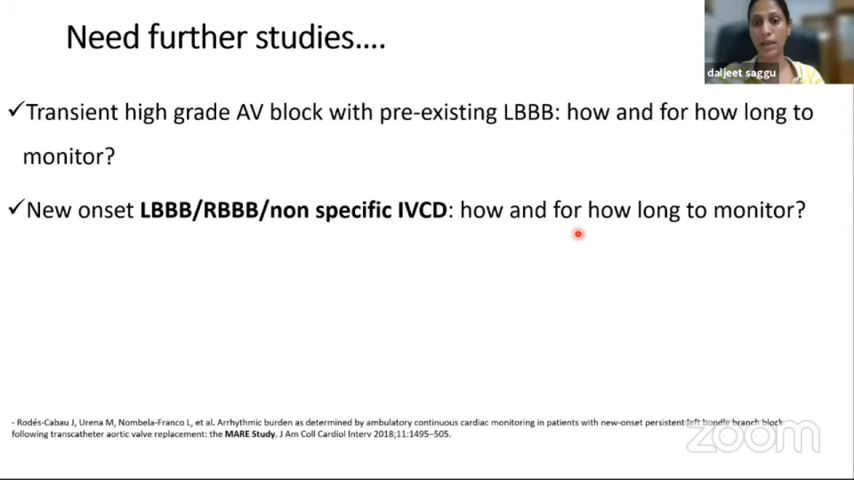 Need further studies....
daljeet saggu
✓Transient high grade AV block with pre-existing LBBB: how and for how long to
monitor?
✓New onset LBBB/RBBB/non specific IVCD: how and for how long to monitor?
- Rodés-Cabau J, Urena M, Nombela-Franco L, et al. Arrhythmic burden as determined by ambulatory continuous cardiac monitoring in patients with new-onset persistent left bundle branch block
following transcatheter aortic valve replacement: the MARE Study. J Am Coll Cardiol Interv 2018;11:1495–505.
zoom